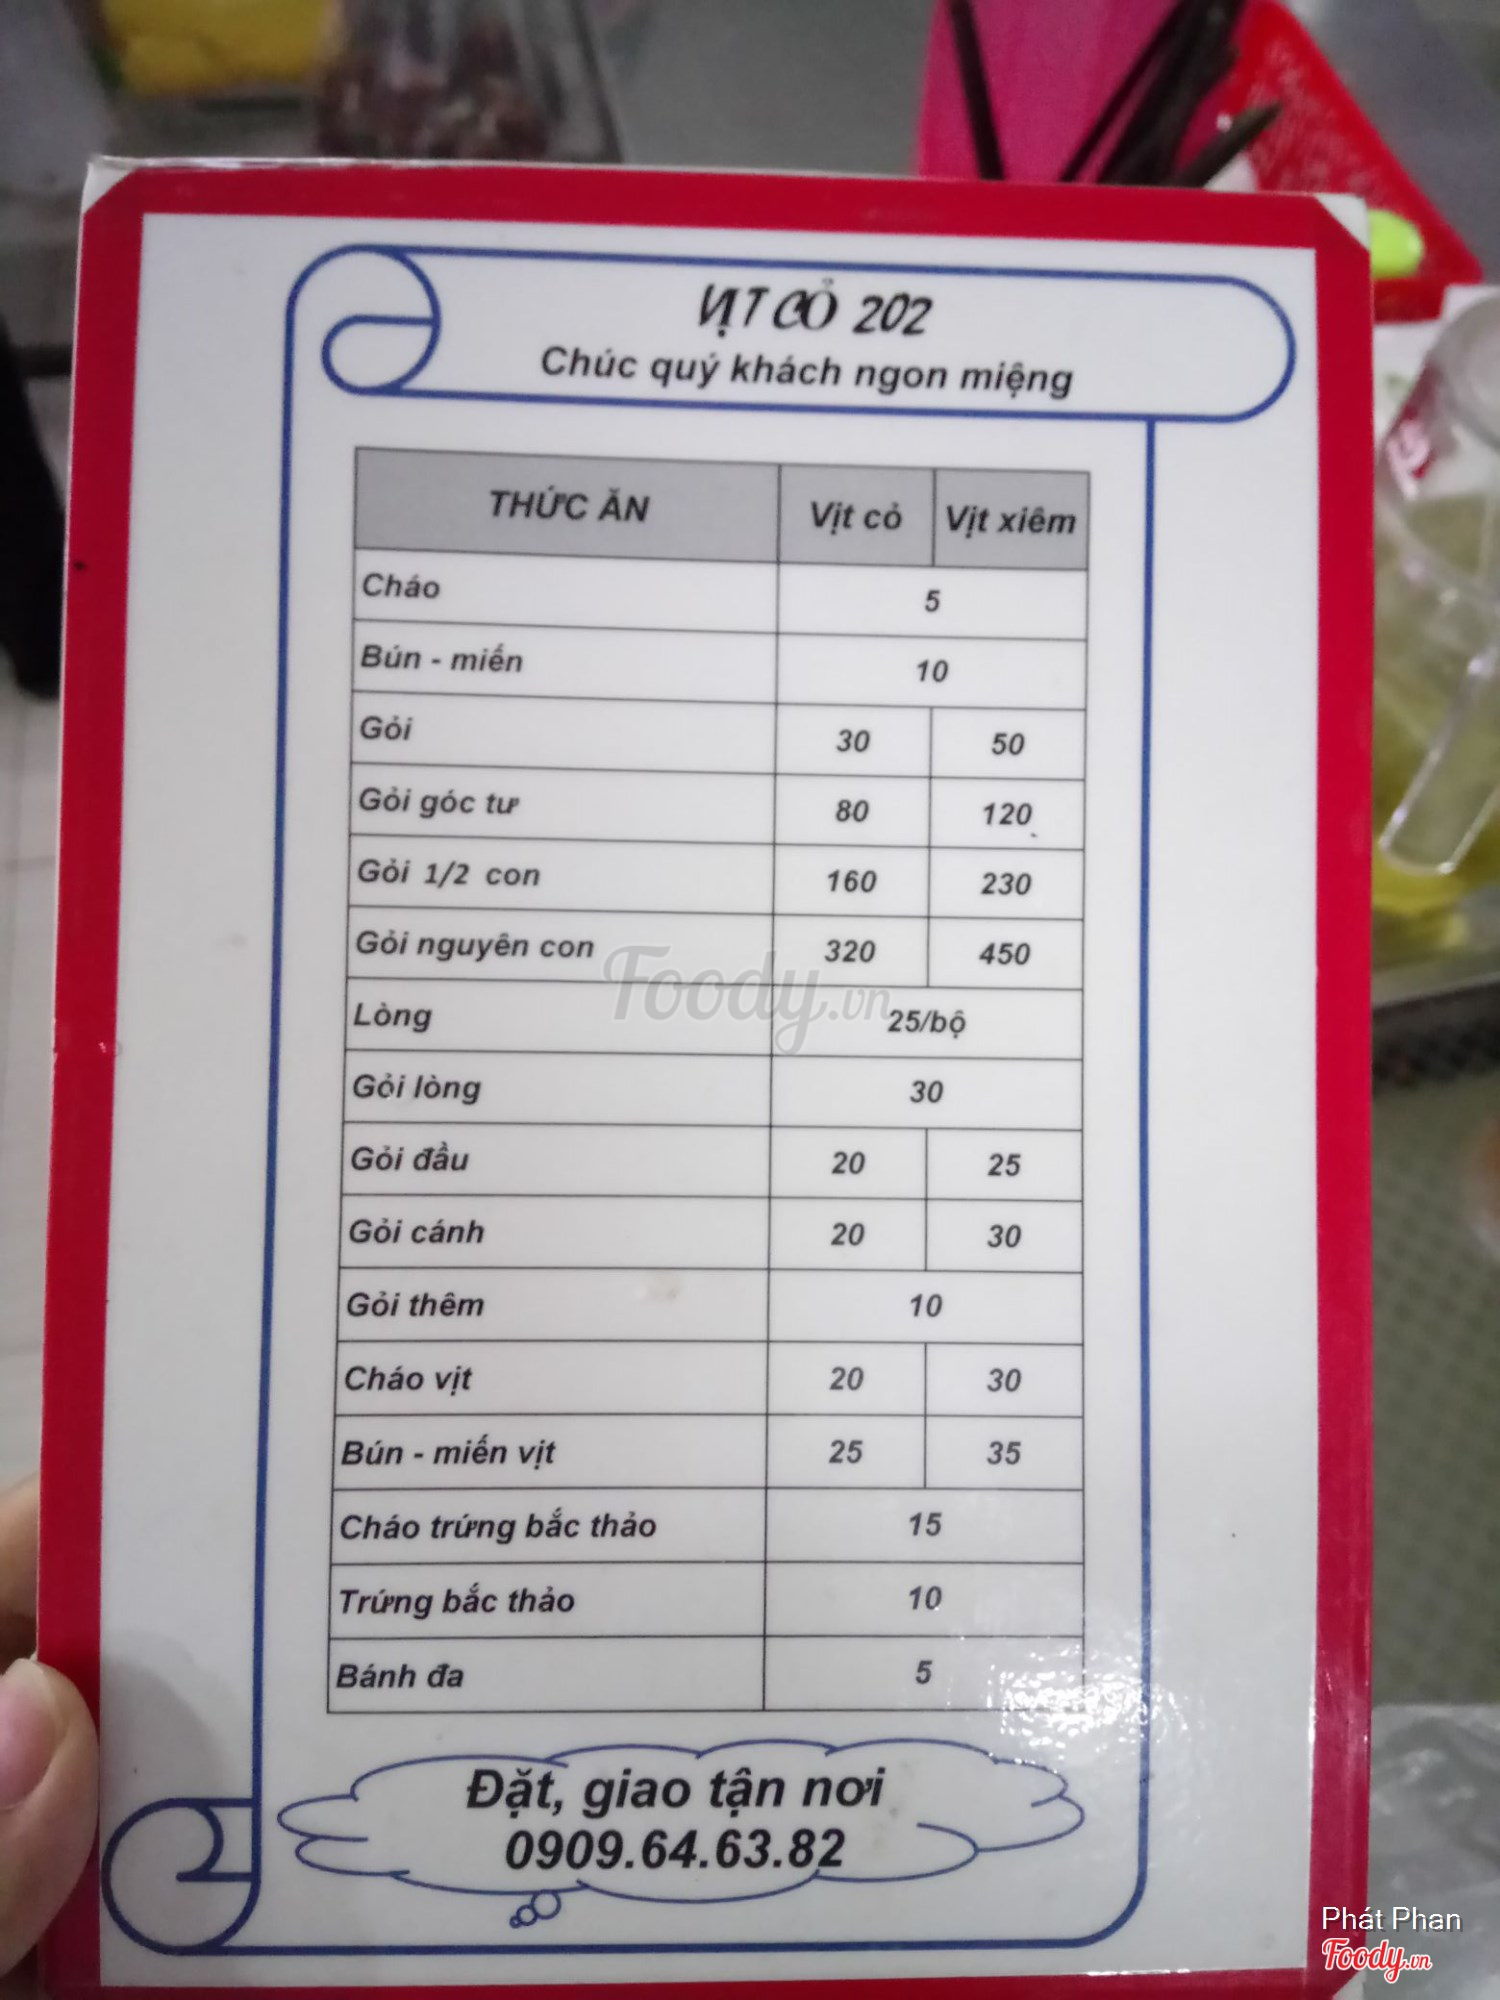 VỊT CỎ 202
Chúc quý khách ngon miệng
THỨC ĂN Vịt cỏ Vịt xiêm
Cháo 5
Bún - miến 10
Gỏi 30 50
Gỏi góc tư 80 120
Gỏi 1/2 con 160 230
Gỏi nguyên con 320 450
Foody.vn
Lòng 25/bộ
Gỏi lòng 30
Gỏi đầu 20 25
Gỏi cánh 20 30
Gỏi thêm 10
Cháo vịt 20 30
Bún - miến vịt 25 35
Cháo trứng bắc thảo 15
Trứng bắc thảo 10
Bánh đa 5
Đặt, giao tận nơi
0909.64.63.82
Phát Phan
Foody.vn